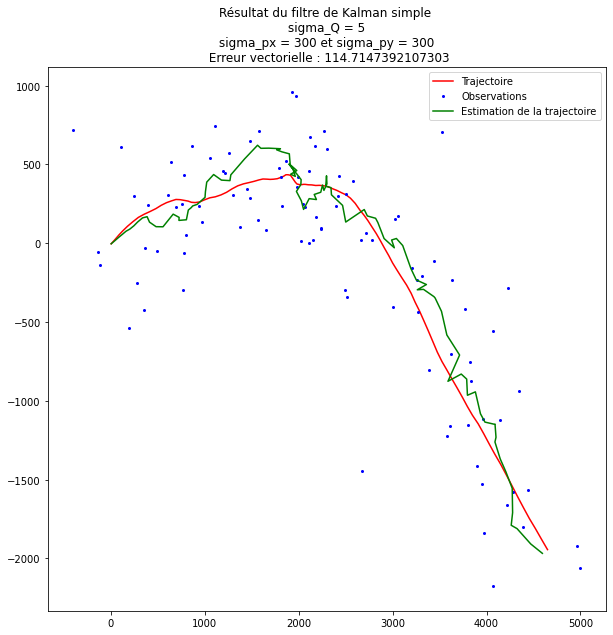 Résultat du filtre de Kalman simple
sigma_Q = 5
sigma_px = 300 et sigma_py = 300
Erreur vectorielle : 114.7147392107303
Trajectoire
Observations
Estimation de la trajectoire
1000
500
0
−500
−1000
−1500
−2000
0
1000
2000
3000
4000
5000